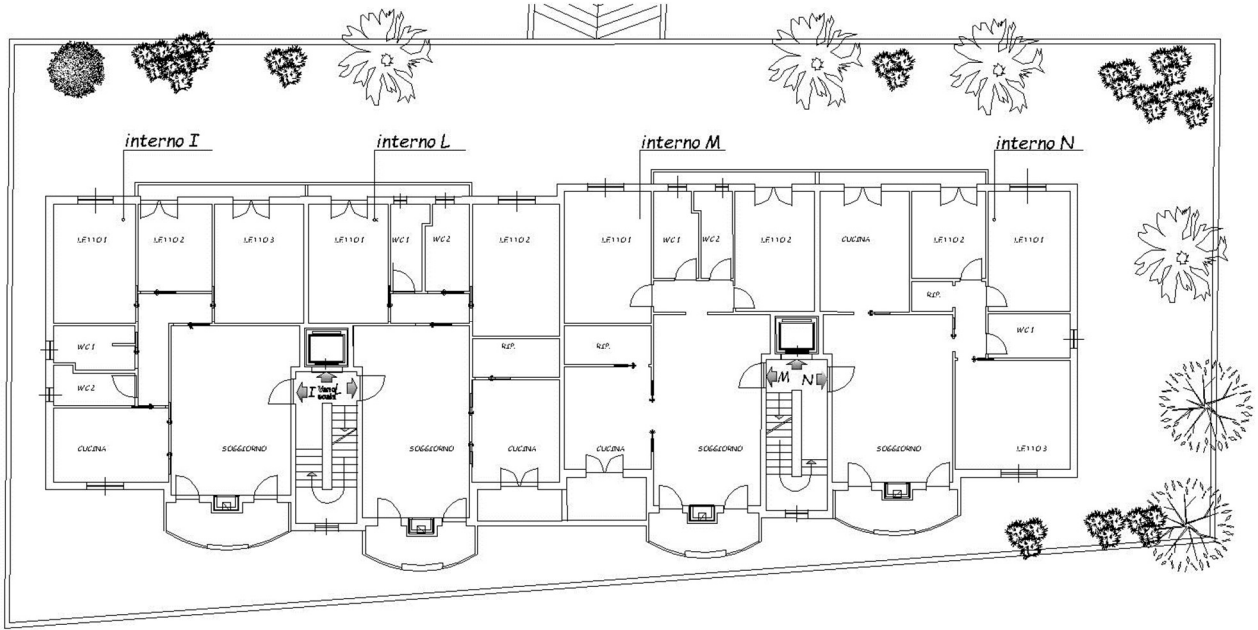 interno I
interno L
interno M
interno N
LETTO 1
LETTO 2
LETTO 3
LETTO 1
WC 1
WC 2
LETTO 2
LETTO 1
WC 1
WC 2
LETTO 2
CUCINA
LETTO 2
LETTO 1
RIP.
WC 1
WC 1
RIP.
RIP.
WC 2
I
Vano
scala
L
M
N
CUCINA
SOGGIORNO
SOGGIORNO
CUCINA
CUCINA
SOGGIORNO
SOGGIORNO
LETTO 3